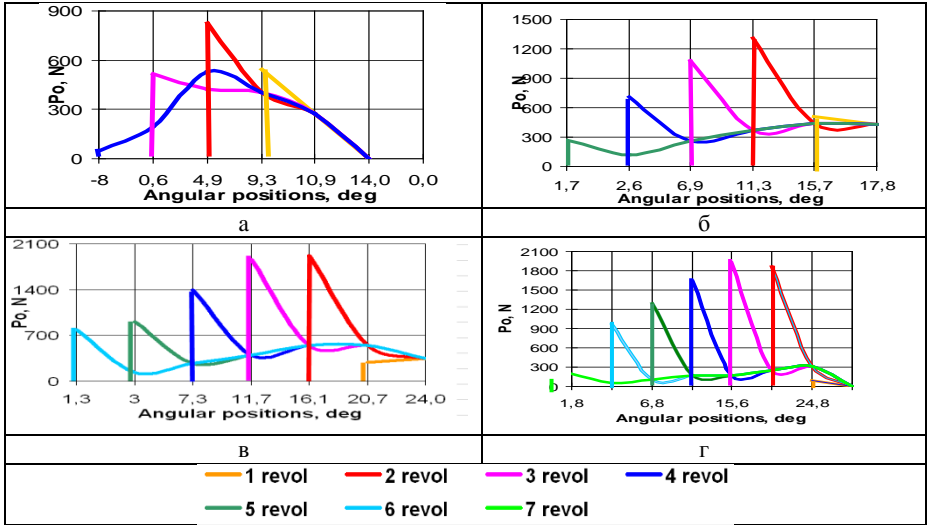 900
600
300
0
Po, N
-8 0,6 4,9 9,3 10,9 14,0 0,0
Angular positions, deg
1500
1200
900
600
300
0
Po, N
1,7 2,6 6,9 11,3 15,7 17,8
Angular positions, deg
а б
2100
1400
700
0
Po, N
1,3 3 7,3 11,7 16,1 20,7 24,0
Angular positions, deg
2100
1800
1500
1200
900
600
300
0
Po, N
1,8 6,8 15,6 24,8
Angular positions, deg
в г
1 revol 2 revol 3 revol 4 revol
5 revol 6 revol 7 revol